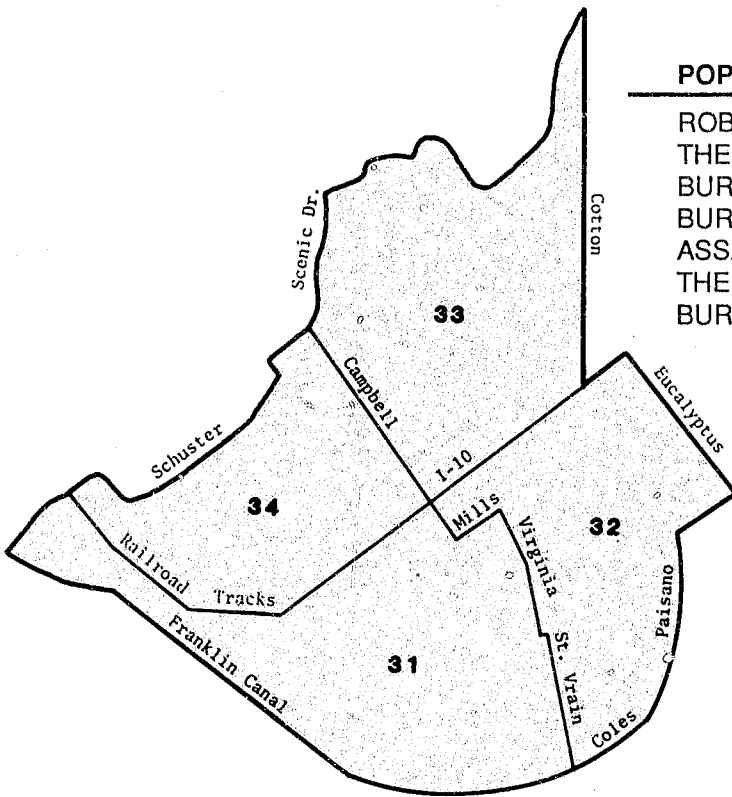 POP
ROB
THE
BUR
BUR
ASSA
THE
BUR
Scenic Dr.
Cotton
33
Campbell
Eucalyptus
Schuster
I-10
34
Mills
32
Virginia
Railroad
Tracks
Paisano
Franklin Canal
31
St. Vrain
Coles